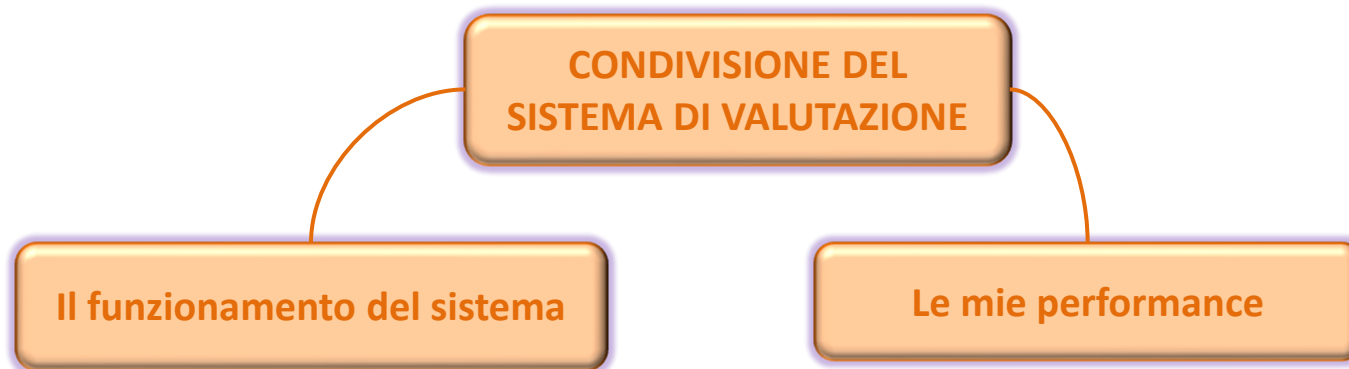 CONDIVISIONE DEL
SISTEMA DI VALUTAZIONE
Il funzionamento del sistema
Le mie performance